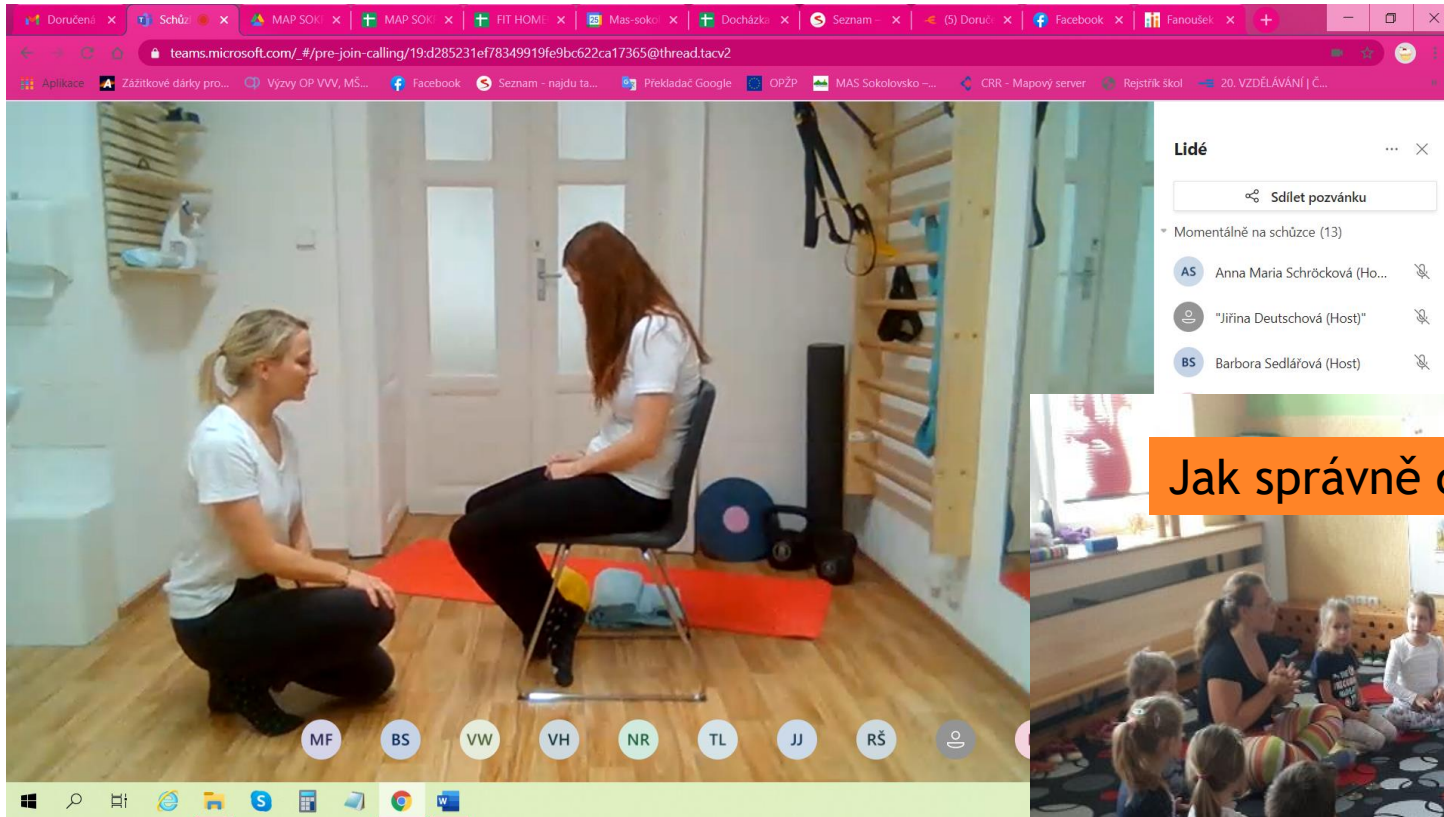 Doručená
Schůz
MAP SOK
MAP SOK
FIT HOME
25
Mas-soko
Docházka
Seznam –
(5) Doruč
Facebook
Fanoušek
teams.microsoft.com/_#/pre-join-calling/19:d285231ef78349919fe9bc622ca17365@thread.tacv2
Aplikace
Zážitkové dárky pro...
Výzvy OP VVV, MŠ...
Facebook
Seznam - najdu ta...
Překladač Google
OPŽP
MAS Sokolovsko –...
CRR - Mapový server
Rejstřík škol
20. VZDĚLÁVÁNÍ | Č...
Lidé
Sdílet pozvánku
Momentálně na schůzce (13)
AS Anna Maria Schröcková (Ho...
"Jiřina Deutschová (Host)"
BS Barbora Sedlářová (Host)
Jak správně
MF
BS
VW
VH
NR
TL
JJ
RŠ